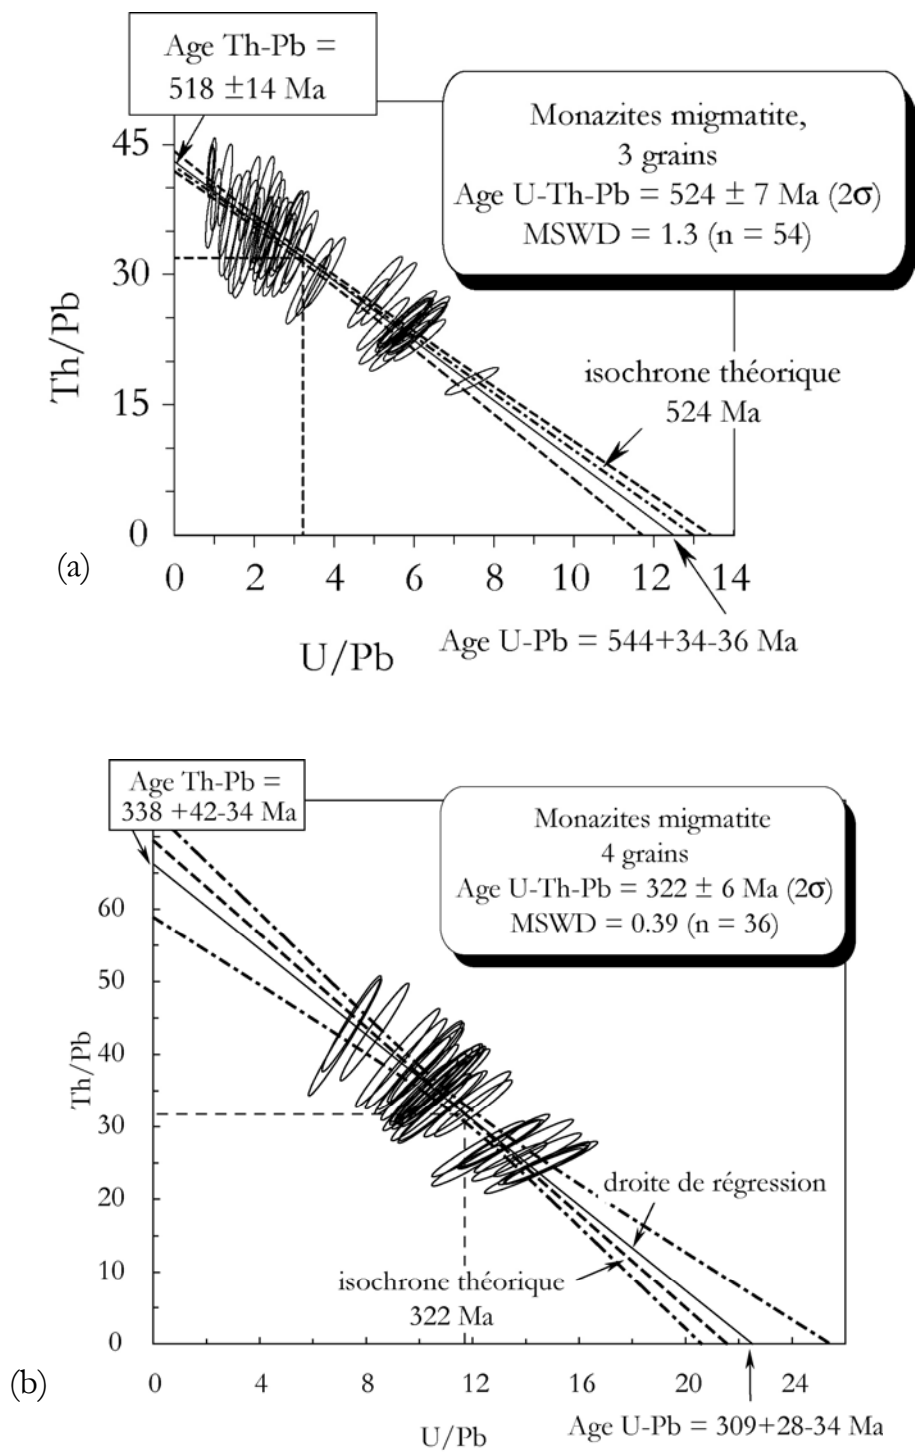 Age Th-Pb =
518 ±14 Ma
Monazites migmatite,
3 grains
Age U-Th-Pb = 524 ± 7 Ma (2σ)
MSWD = 1.3 (n = 54)
45
30
15
0
Th/Pb
isochrone théorique
524 Ma
(a)
0 2 4 6 8 10 12 14
Age U-Pb = 544+34-36 Ma
U/Pb
Age Th-Pb =
338 +42-34 Ma
Monazites migmatite
4 grains
Age U-Th-Pb = 322 ± 6 Ma (2σ)
MSWD = 0.39 (n = 36)
60
50
40
30
20
10
0
Th/Pb
droite de régression
isochrone théorique
322 Ma
(b)
0 4 8 12 16 20 24
U/Pb
Age U-Pb = 309+28-34 Ma